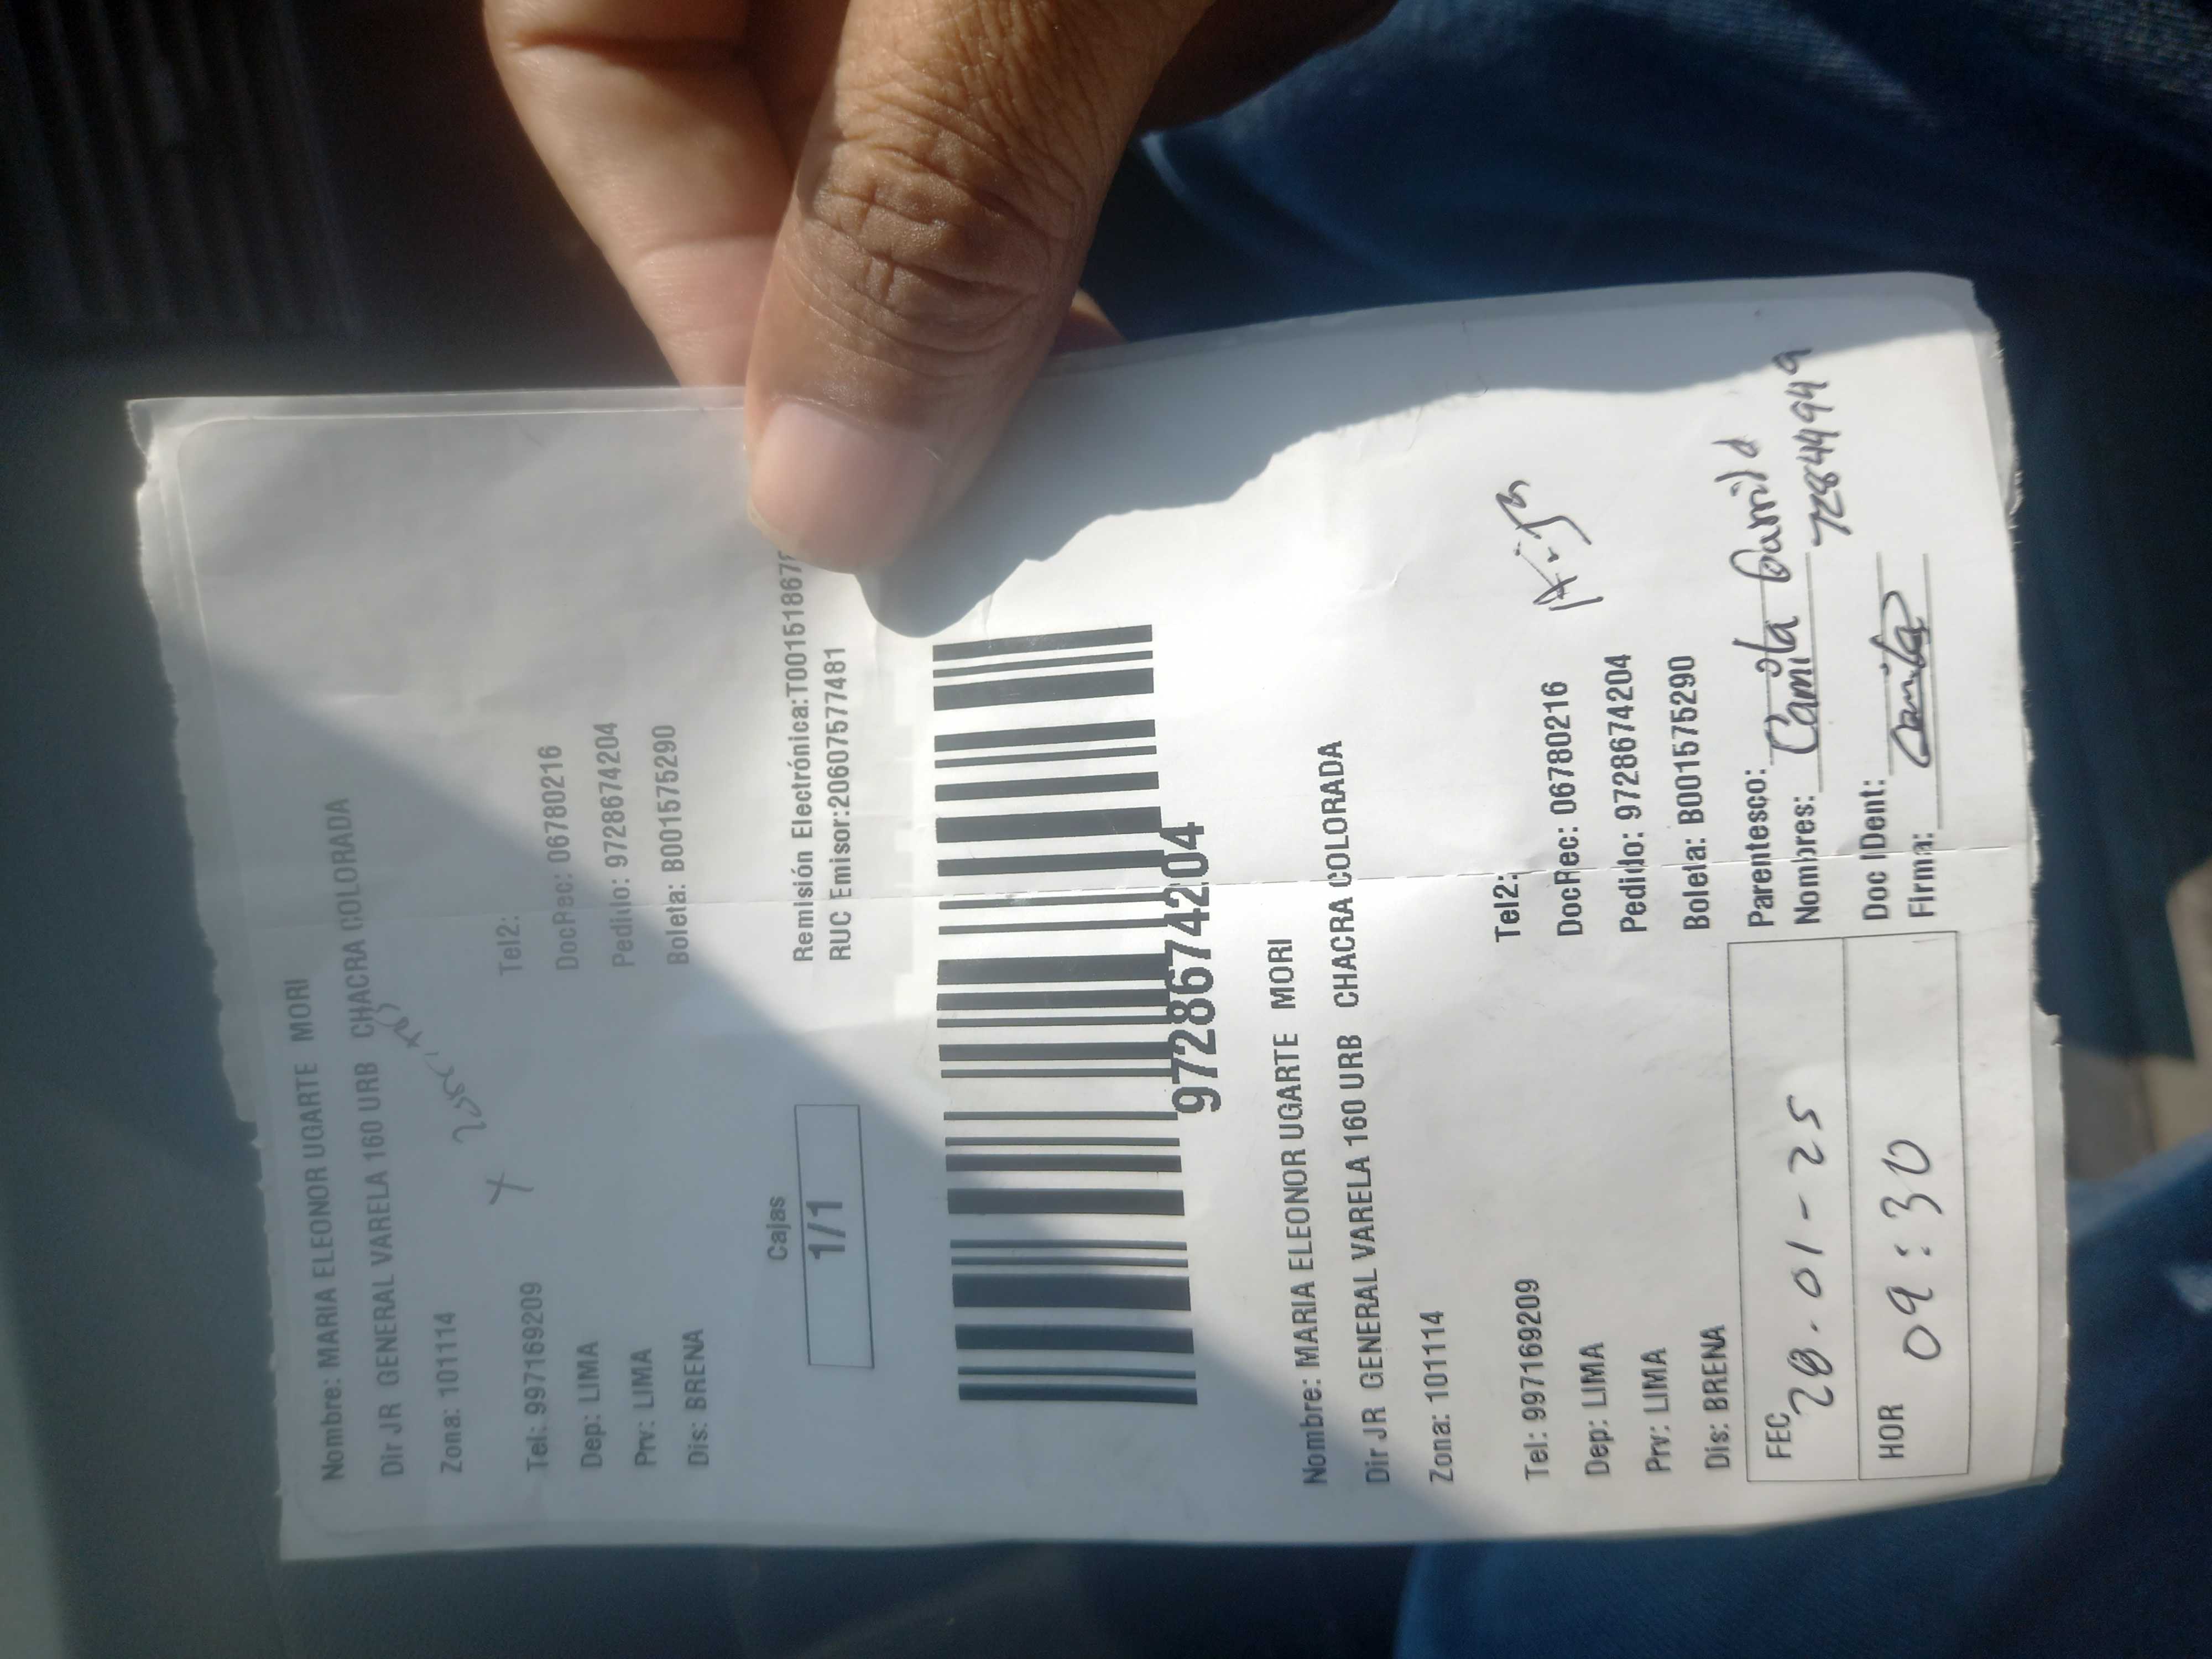 Nombre: MARIA ELEONOR UGARTE MORI
Dir JR GENERAL VARELA 160 URB CHACRA COLORADA
Zona: 101114
Tel: 997169209 Tel2:
Dep: LIMA DocRec: 06780216
Prv: LIMA Pedido: 9728674204
Dis: BRENA Boleta: B001575290
Cajas
1/1
Remisión Electrónica:T00151867
RUC Emisor:20607577481
9728674204
Nombre: MARIA ELEONOR UGARTE MORI
Dir JR GENERAL VARELA 160 URB CHACRA COLORADA
Zona: 101114
Tel: 997169209 Tel2:
Dep: LIMA DocRec: 06780216
Prv: LIMA Pedido: 9728674204
Dis: BRENA Boleta: B001575290
FEC 28-01-25
HOR 09:30
Parentesco:
Nombres: Camila
Doc IDent:
Firma: Camila